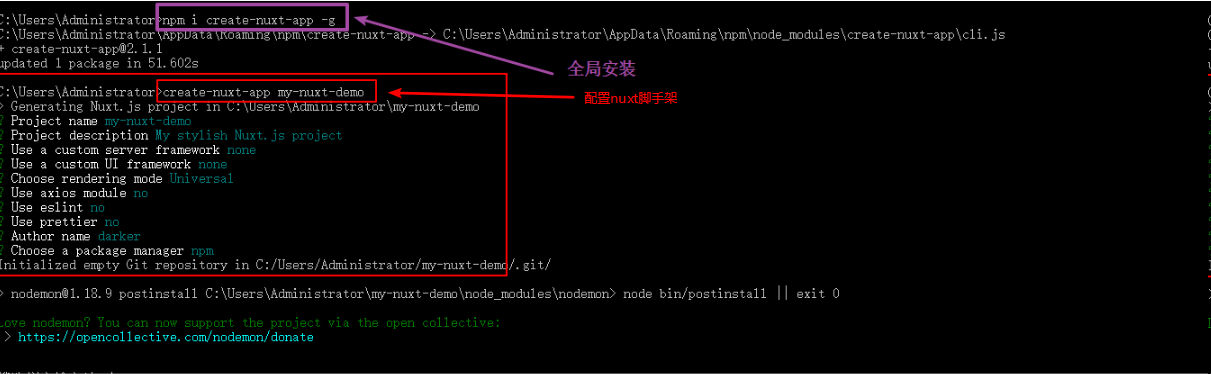 C:\Users\Administrator>npm i create-nuxt-app -g
C:\Users\Administrator\AppData\Roaming\npm\create-nuxt-app -> C:\Users\Administrator\AppData\Roaming\npm\node_modules\create-nuxt-app\cli.js
+ create-nuxt-app@2.1.1
updated 1 package in 51.602s
全局安装
C:\Users\Administrator>create-nuxt-app my-nuxt-demo
配置nuxt脚手架
> Generating Nuxt.js project in C:\Users\Administrator\my-nuxt-demo
? Project name my-nuxt-demo
? Project description My stylish Nuxt.js project
? Use a custom server framework none
? Use a custom UI framework none
? Choose rendering mode Universal
? Use axios module no
? Use eslint no
? Use prettier no
? Author name darker
? Choose a package manager npm
Initialized empty Git repository in C:/Users/Administrator/my-nuxt-demo/.git/
> nodemon@1.18.9 postinstall C:\Users\Administrator\my-nuxt-demo\node_modules\nodemon
> node bin/postinstall || exit 0
Love nodemon? You can now support the project via the open collective:
> https://opencollective.com/nodemon/donate